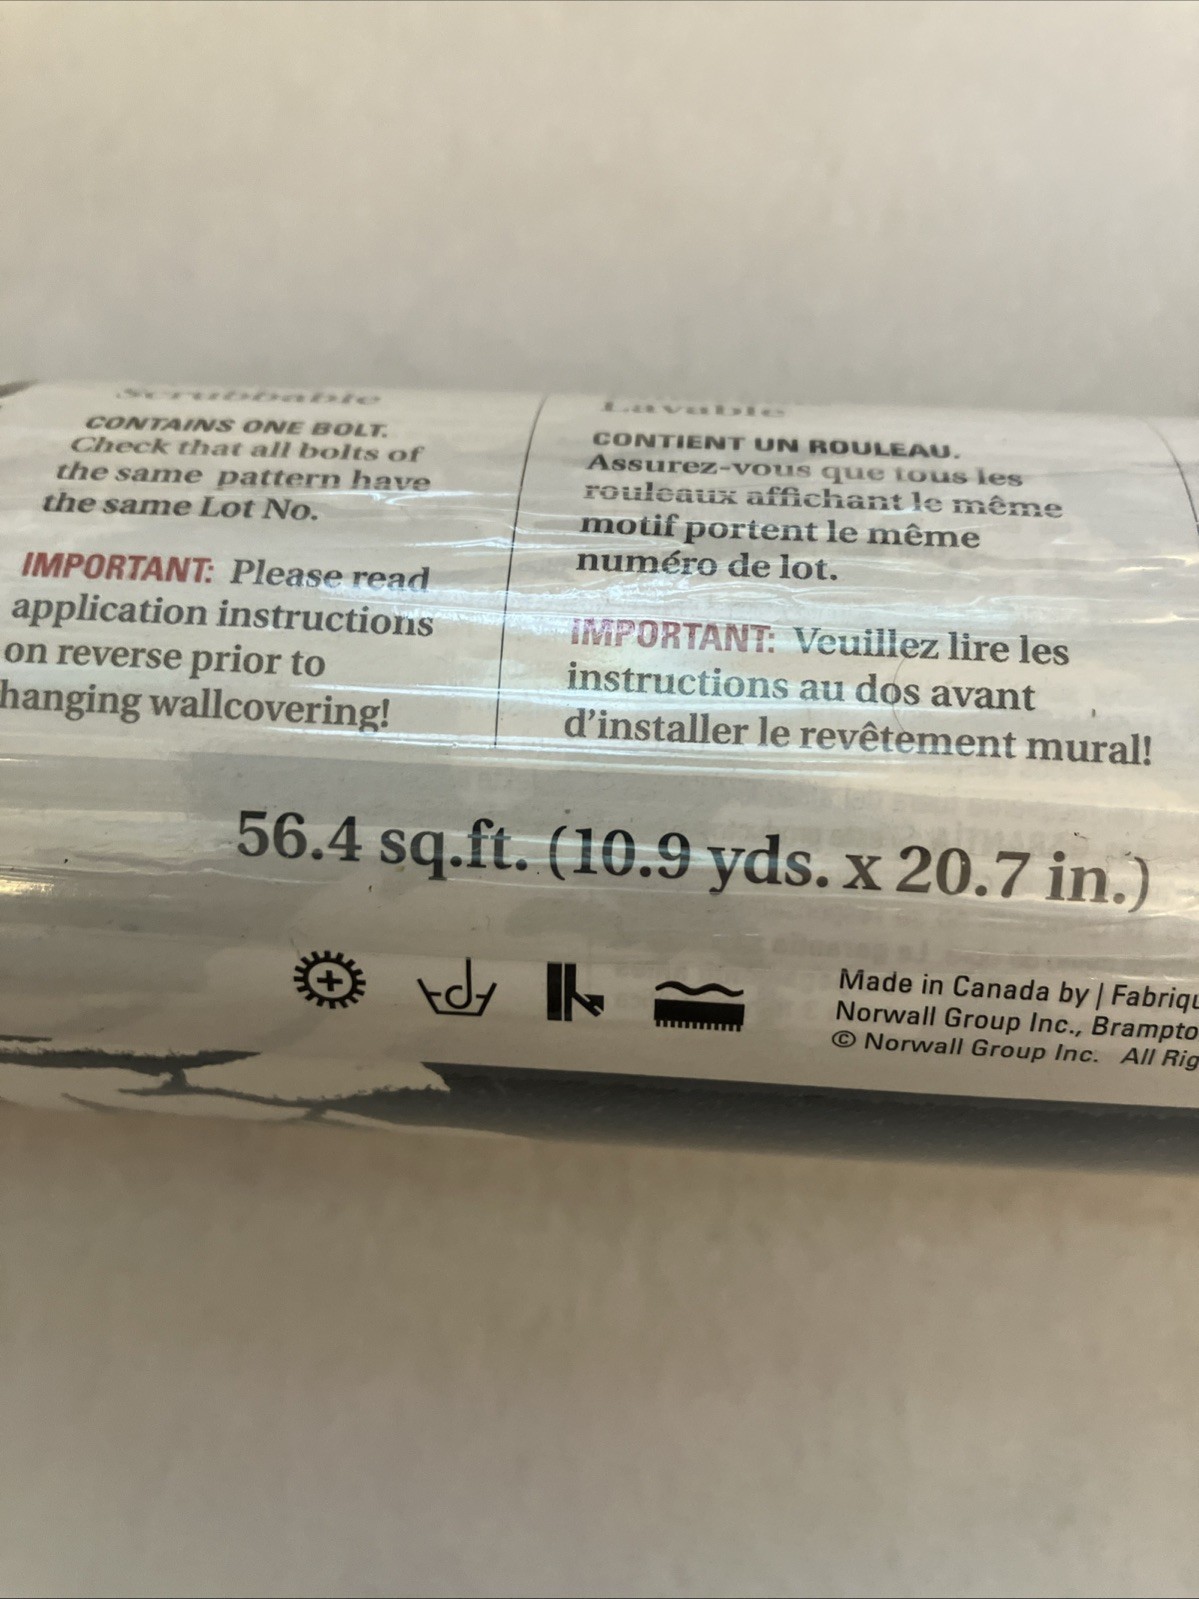 Scrubbable
CONTAINS ONE BOLT.
Check that all bolts of
the same pattern have
the same Lot No.
IMPORTANT: Please read
application instructions
on reverse prior to
hanging wallcovering!
Lavable
CONTIENT UN ROULEAU.
Assurez-vous que tous les
rouleaux affichant le même
motif portent le même
numéro de lot.
IMPORTANT: Veuillez lire les
instructions au dos avant
d'installer le revêtement mural!
56.4 sq.ft. (10.9 yds. x 20.7 in.)
Made in Canada by | Fabriqu
Norwall Group Inc., Brampto
© Norwall Group Inc. All Rig